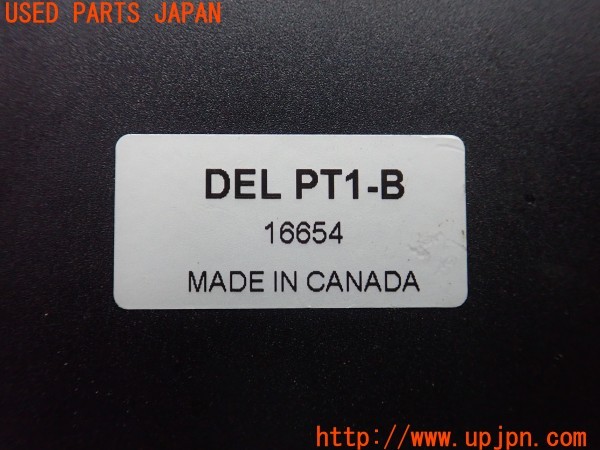 USED PARTS JAPAN
DEL PT1-B
16654
MADE IN CANADA
http://www.upjpn.com